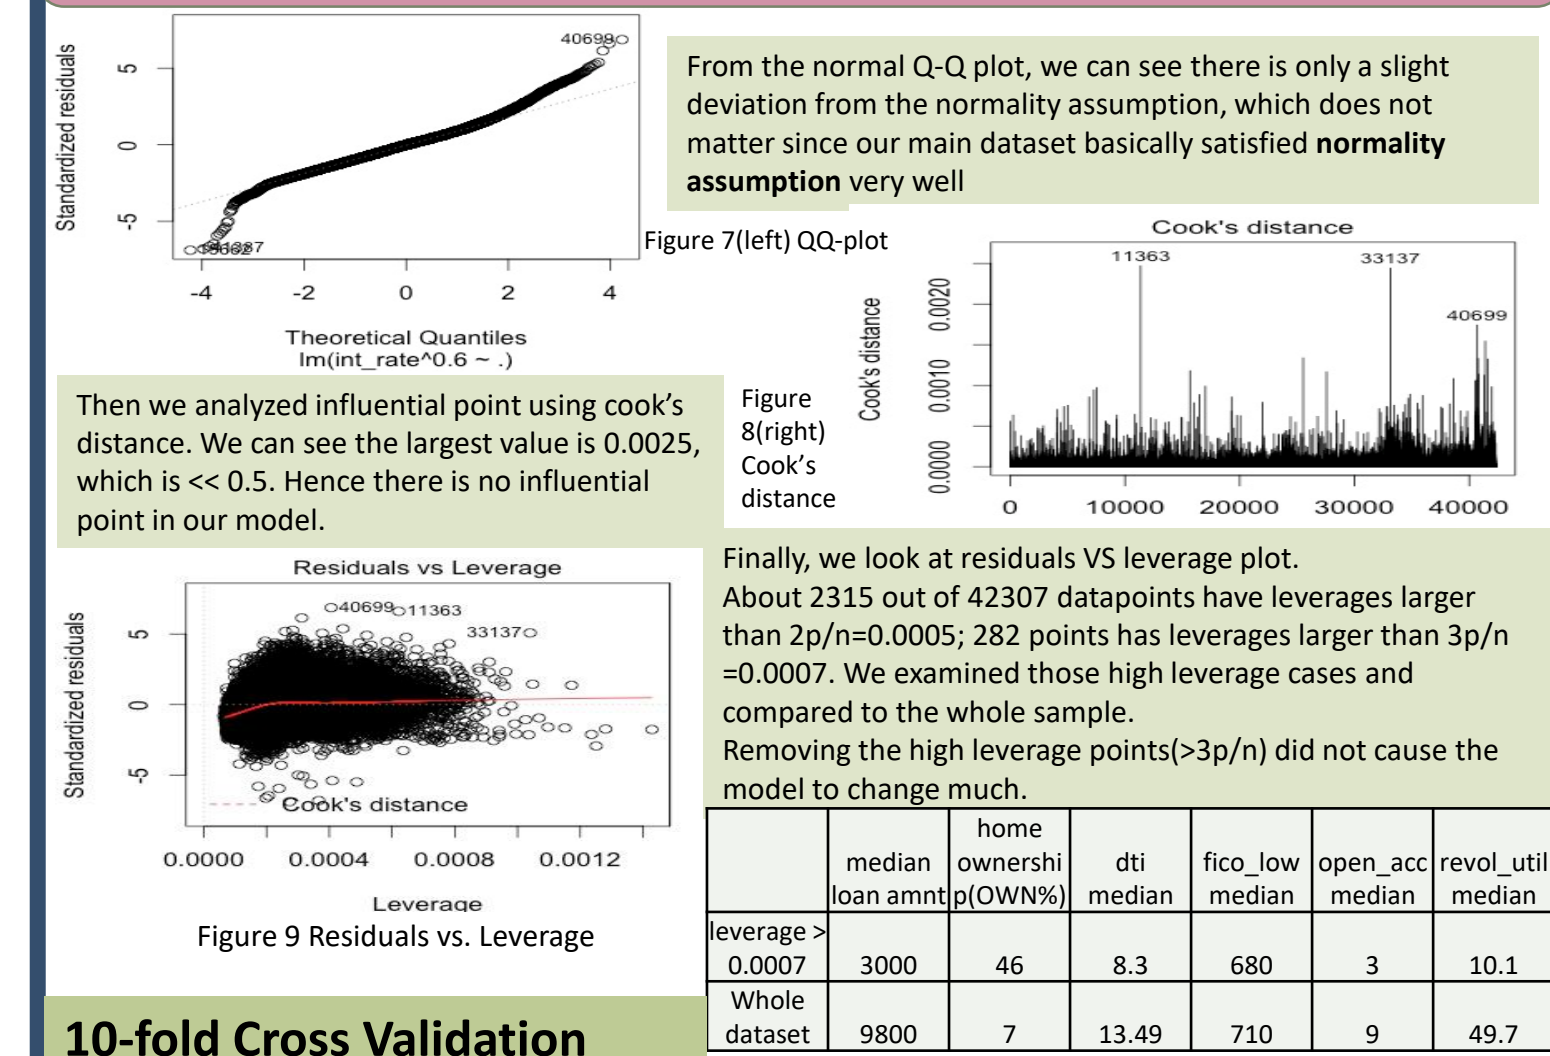 Standardized residuals
5
0
-5
40699
41387
-4 -2 0 2 4
Theoretical Quantiles
lm(int_rate^0.6 ~ .)
From the normal Q-Q plot, we can see there is only a slight
deviation from the normality assumption, which does not
matter since our main dataset basically satisfied normality
assumption very well
Figure 7(left) QQ-plot
Cook's distance
Cook's distance
0.0020
0.0010
0.0000
11363
33137
40699
0 10000 20000 30000 40000
Figure
8(right)
Cook’s
distance
Then we analyzed influential point using cook’s
distance. We can see the largest value is 0.0025,
which is << 0.5. Hence there is no influential
point in our model.
Residuals vs Leverage
Standardized residuals
5
0
-5
40699 11363
33137
Cook's distance
0.0000 0.0004 0.0008 0.0012
Leverage
Figure 9 Residuals vs. Leverage
Finally, we look at residuals VS leverage plot.
About 2315 out of 42307 datapoints have leverages larger
than 2p/n=0.0005; 282 points has leverages larger than 3p/n
=0.0007. We examined those high leverage cases and
compared to the whole sample.
Removing the high leverage points(>3p/n) did not cause the
model to change much.
home
median ownershi dti fico_low open_acc revol_util
loan amnt p(OWN%) median median median median
leverage >
0.0007 3000 46 8.3 680 3 10.1
Whole
dataset 9800 7 13.49 710 9 49.7
10-fold Cross Validation